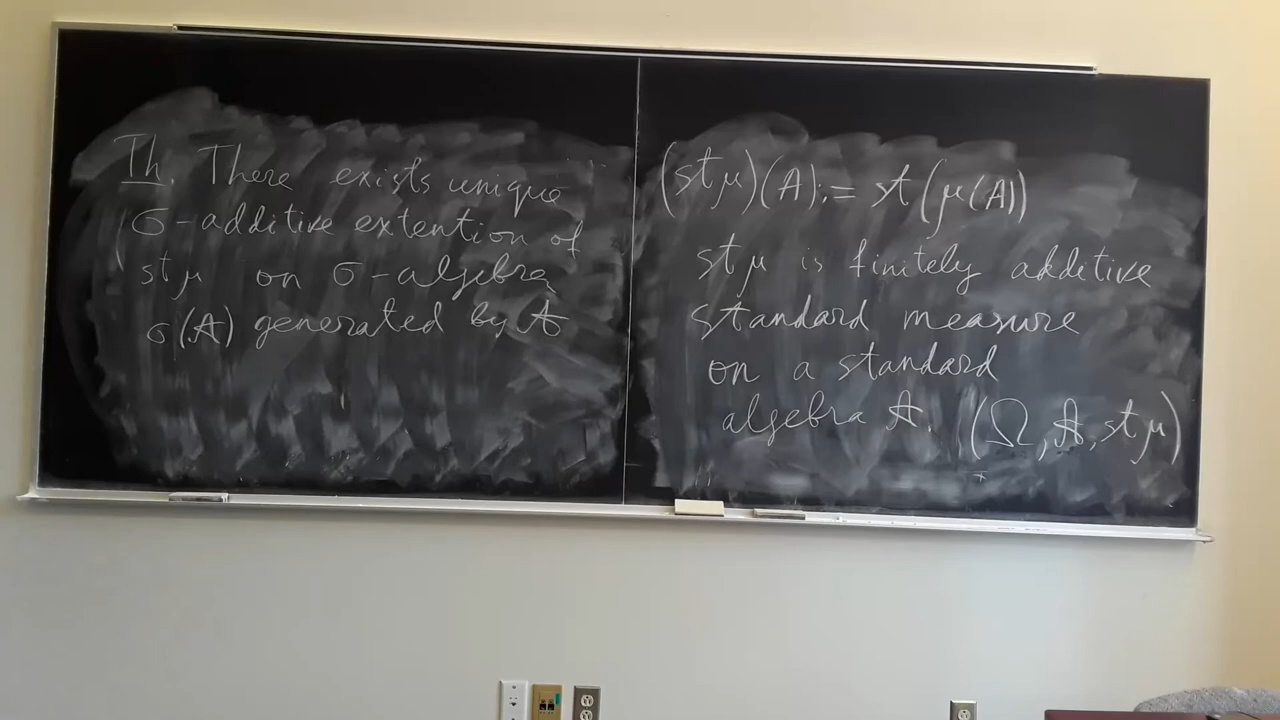 Th. There exists unique
σ-additive extention of
st μ on σ-algebra
σ(𝔸) generated by 𝔸
(st μ)(A) := st (μ(A))
st μ is finitely additive
standard measure
on a standard
algebra 𝔸. (Ω, 𝔸, st μ)